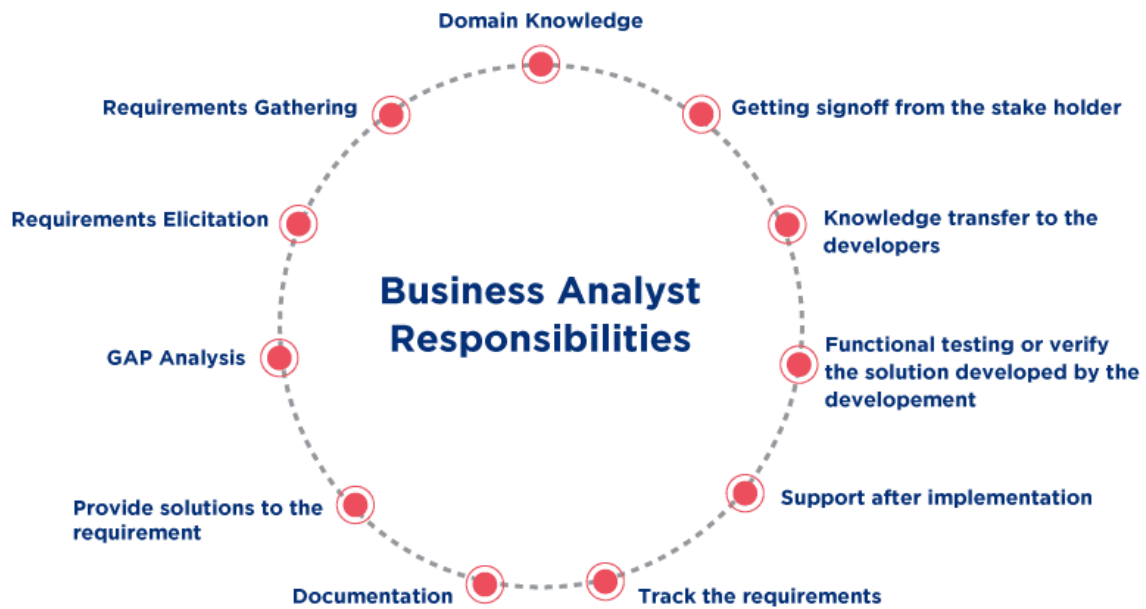 Domain Knowledge
Requirements Gathering
Getting signoff from the stake holder
Requirements Elicitation
Knowledge transfer to the
developers
Business Analyst
Responsibilities
GAP Analysis
Functional testing or verify
the solution developed by the
developement
Provide solutions to the
requirement
Support after implementation
Documentation
Track the requirements